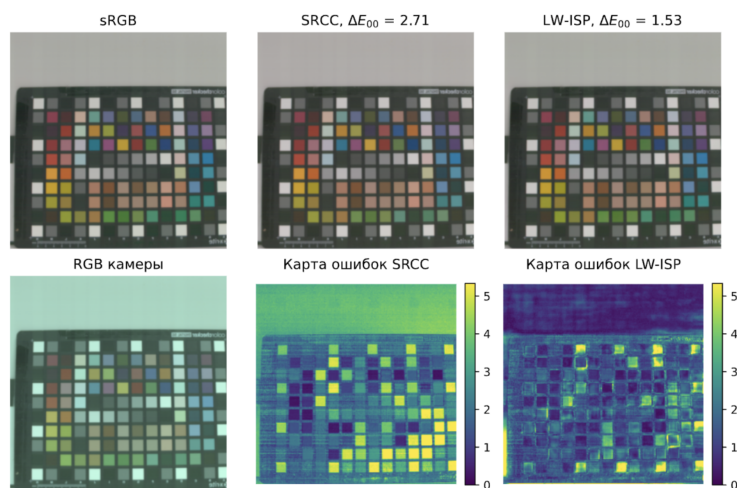 sRGB
SRCC, ΔE₀₀ = 2.71
LW-ISP, ΔE₀₀ = 1.53
RGB камеры
Карта ошибок SRCC
Карта ошибок LW-ISP
5
4
3
2
1
0
5
4
3
2
1
0